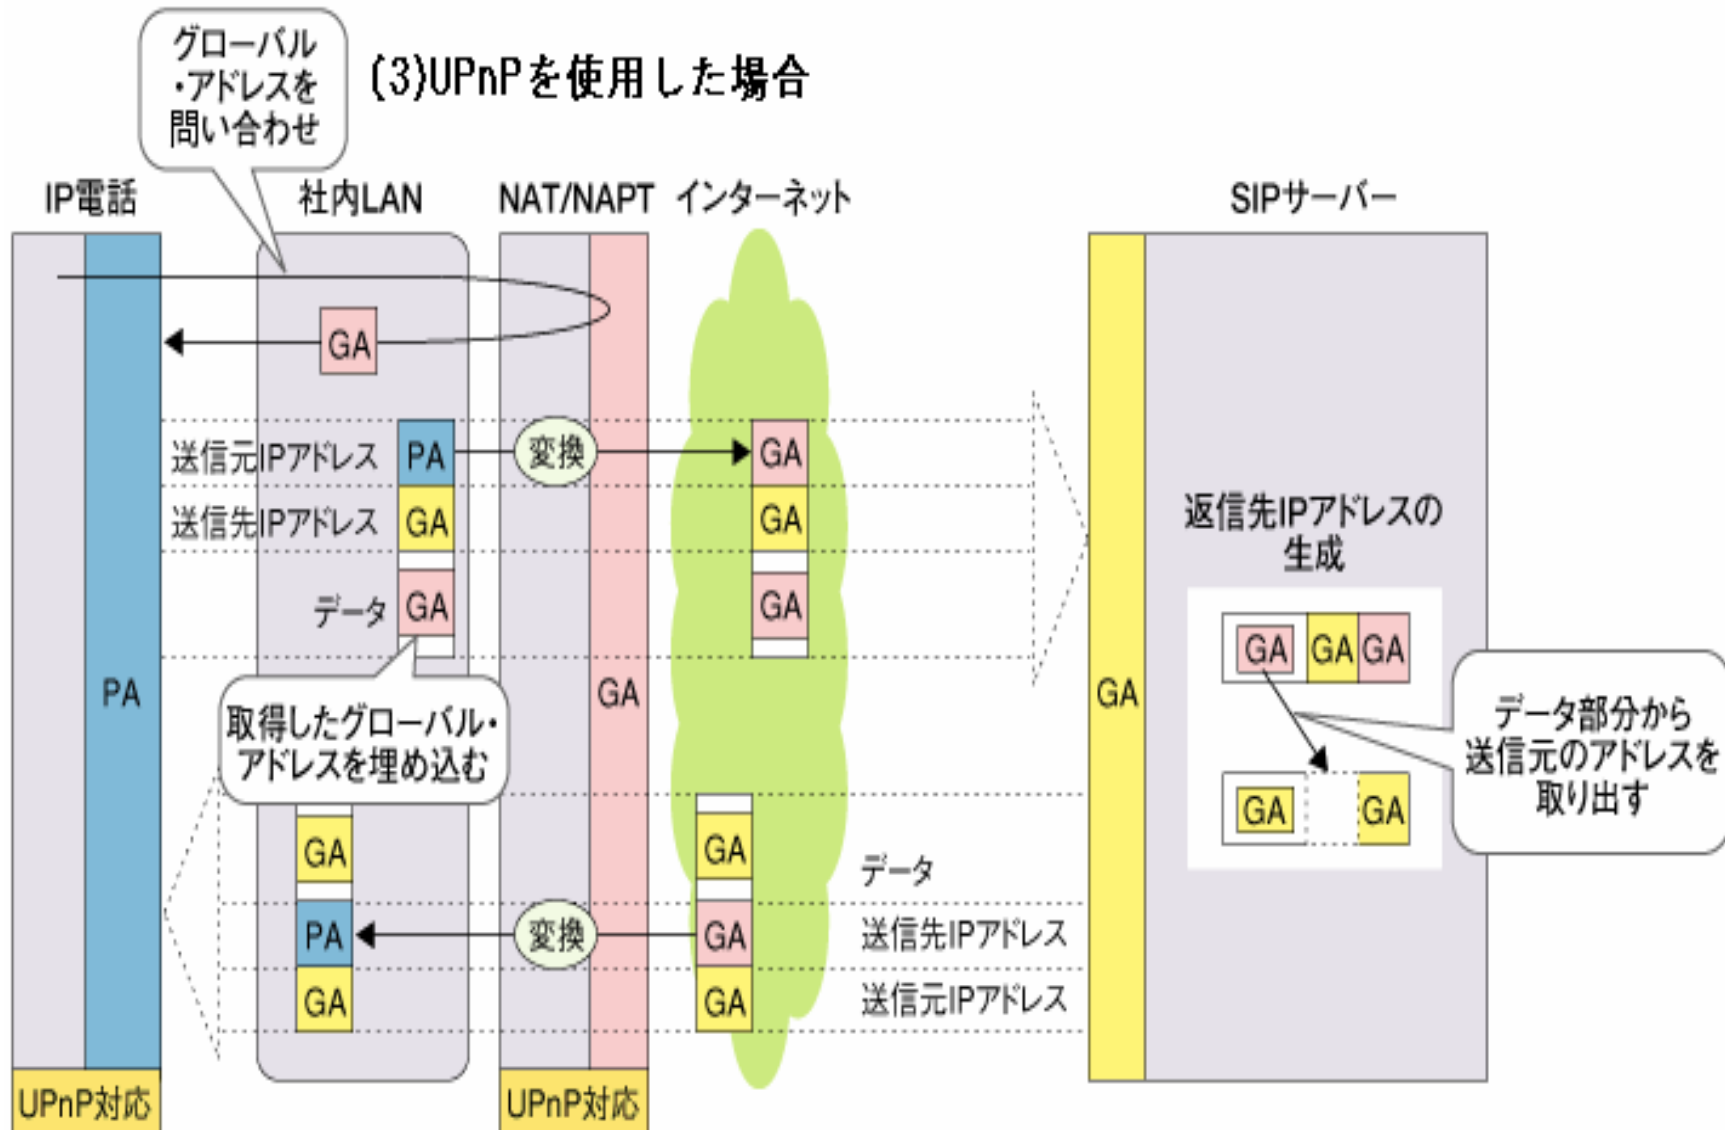 グローバル
・アドレスを
問い合わせ
(3)UPnPを使用した場合
IP電話
社内LAN
NAT/NAPT
インターネット
SIPサーバー
GA
送信元IPアドレス
PA
変換
GA
送信先IPアドレス
GA
GA
データ
GA
GA
PA
GA
GA
取得したグローバル・
アドレスを埋め込む
返信先IPアドレスの
生成
GA
GA
GA
データ部分から
送信元のアドレスを
取り出す
GA
GA
GA
GA
データ
PA
変換
GA
送信先IPアドレス
GA
GA
送信元IPアドレス
UPnP対応
UPnP対応